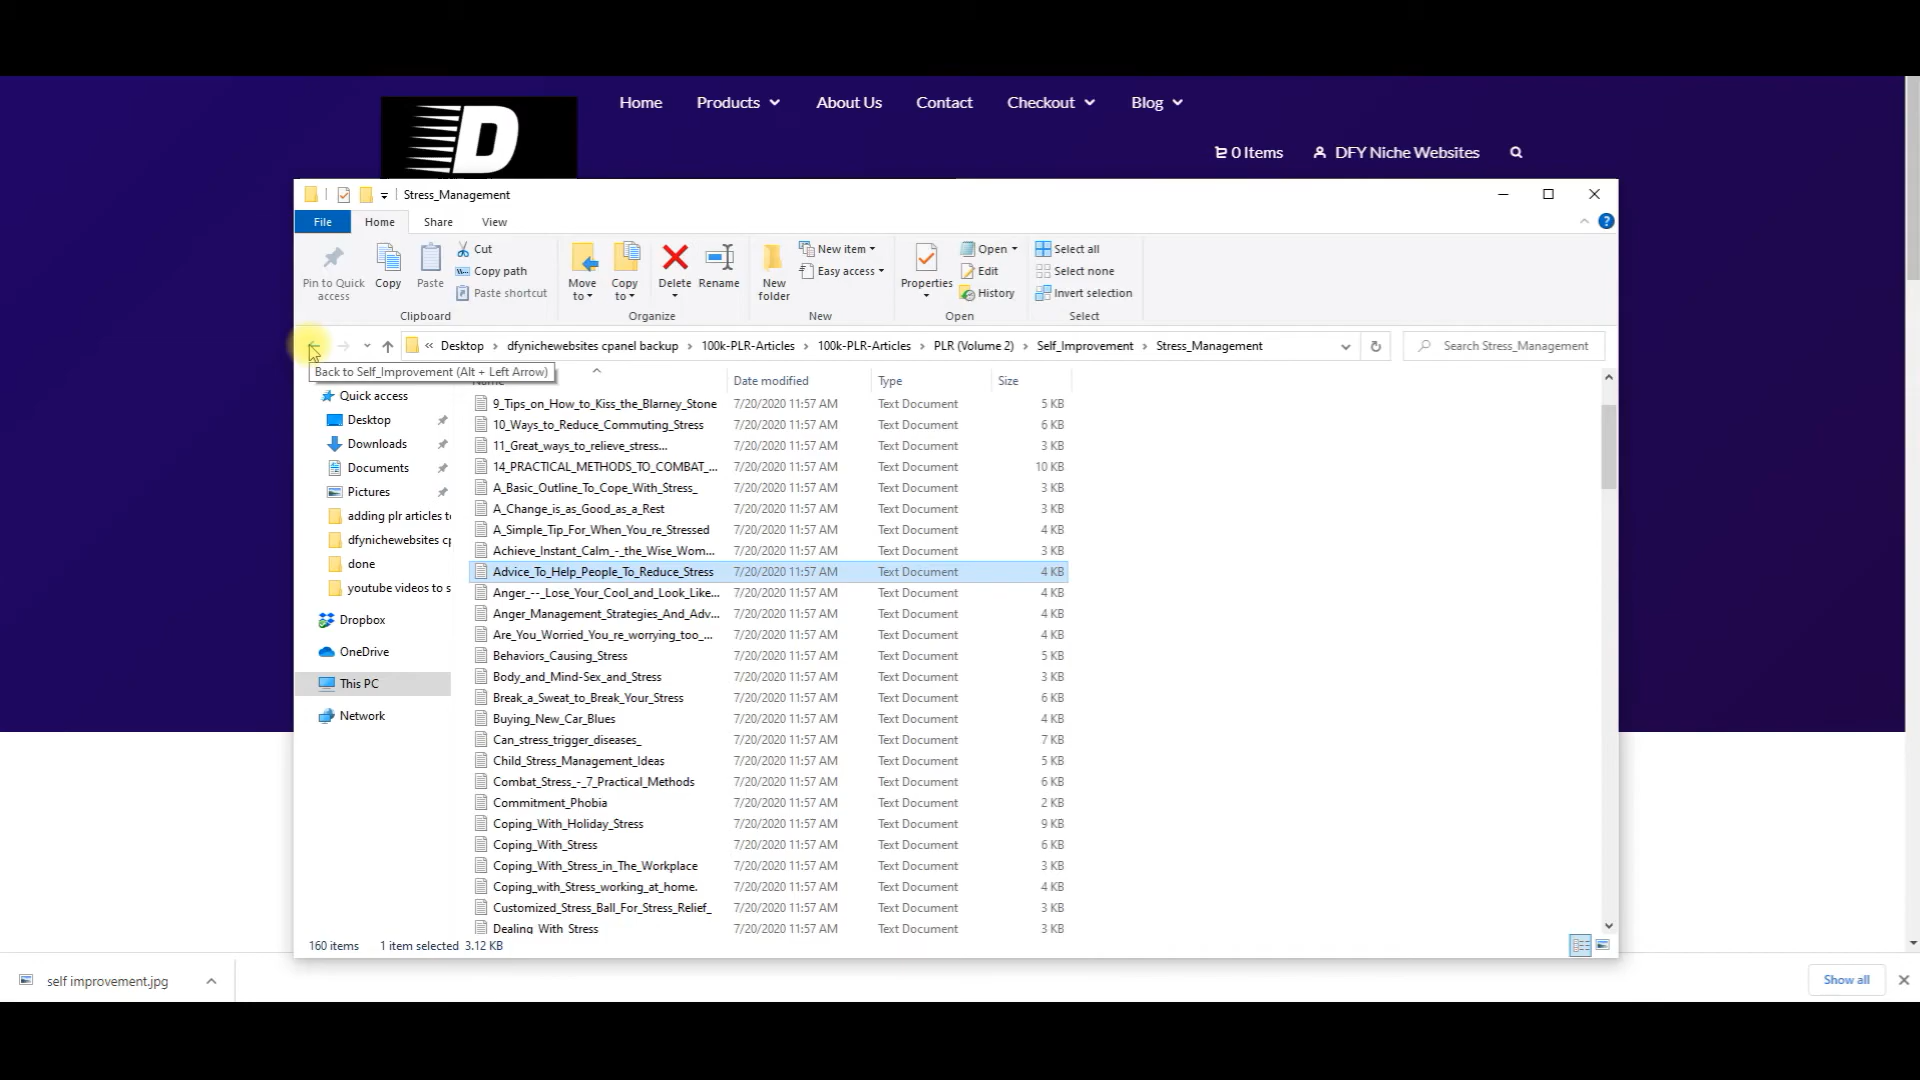 Home Products About Us Contact Checkout Blog
D
0 Items DFY Niche Websites
Stress_Management
File Home Share View
Pin to Quick access
Copy
Paste
Cut
Copy path
Paste shortcut
Clipboard
Move to
Copy to
Delete
Rename
Organize
New folder
New item
Easy access
New
Properties
Open
Edit
History
Open
Select all
Select none
Invert selection
Select
« Desktop › dfynichewebsites cpanel backup › 100k-PLR-Articles › 100k-PLR-Articles › PLR (Volume 2) › Self_Improvement › Stress_Management
Search Stress_Management
Back to Self_Improvement (Alt + Left Arrow)
Date modified Type Size
Quick access
Desktop
Downloads
Documents
Pictures
adding plr articles t
dfynichewebsites c
done
youtube videos to s
Dropbox
OneDrive
This PC
Network
9_Tips_on_How_to_Kiss_the_Blarney_Stone 7/20/2020 11:57 AM Text Document 5 KB
10_Ways_to_Reduce_Commuting_Stress 7/20/2020 11:57 AM Text Document 6 KB
11_Great_ways_to_relieve_stress... 7/20/2020 11:57 AM Text Document 3 KB
14_PRACTICAL_METHODS_TO_COMBAT_... 7/20/2020 11:57 AM Text Document 10 KB
A_Basic_Outline_To_Cope_With_Stress_ 7/20/2020 11:57 AM Text Document 3 KB
A_Change_is_as_Good_as_a_Rest 7/20/2020 11:57 AM Text Document 3 KB
A_Simple_Tip_For_When_You_re_Stressed 7/20/2020 11:57 AM Text Document 4 KB
Achieve_Instant_Calm_-_the_Wise_Wom... 7/20/2020 11:57 AM Text Document 3 KB
Advice_To_Help_People_To_Reduce_Stress 7/20/2020 11:57 AM Text Document 4 KB
Anger_--_Lose_Your_Cool_and_Look_Like... 7/20/2020 11:57 AM Text Document 4 KB
Anger_Management_Strategies_And_Adv... 7/20/2020 11:57 AM Text Document 4 KB
Are_You_Worried_You_re_worrying_too_... 7/20/2020 11:57 AM Text Document 4 KB
Behaviors_Causing_Stress 7/20/2020 11:57 AM Text Document 5 KB
Body_and_Mind-Sex_and_Stress 7/20/2020 11:57 AM Text Document 3 KB
Break_a_Sweat_to_Break_Your_Stress 7/20/2020 11:57 AM Text Document 6 KB
Buying_New_Car_Blues 7/20/2020 11:57 AM Text Document 4 KB
Can_stress_trigger_diseases_ 7/20/2020 11:57 AM Text Document 7 KB
Child_Stress_Management_Ideas 7/20/2020 11:57 AM Text Document 5 KB
Combat_Stress_-_7_Practical_Methods 7/20/2020 11:57 AM Text Document 6 KB
Commitment_Phobia 7/20/2020 11:57 AM Text Document 2 KB
Coping_With_Holiday_Stress 7/20/2020 11:57 AM Text Document 9 KB
Coping_With_Stress 7/20/2020 11:57 AM Text Document 6 KB
Coping_With_Stress_in_The_Workplace 7/20/2020 11:57 AM Text Document 3 KB
Coping_with_Stress_working_at_home. 7/20/2020 11:57 AM Text Document 4 KB
Customized_Stress_Ball_For_Stress_Relief_ 7/20/2020 11:57 AM Text Document 3 KB
Dealing_With_Stress 7/20/2020 11:57 AM Text Document 3 KB
160 items 1 item selected 3.12 KB
self improvement.jpg
Show all